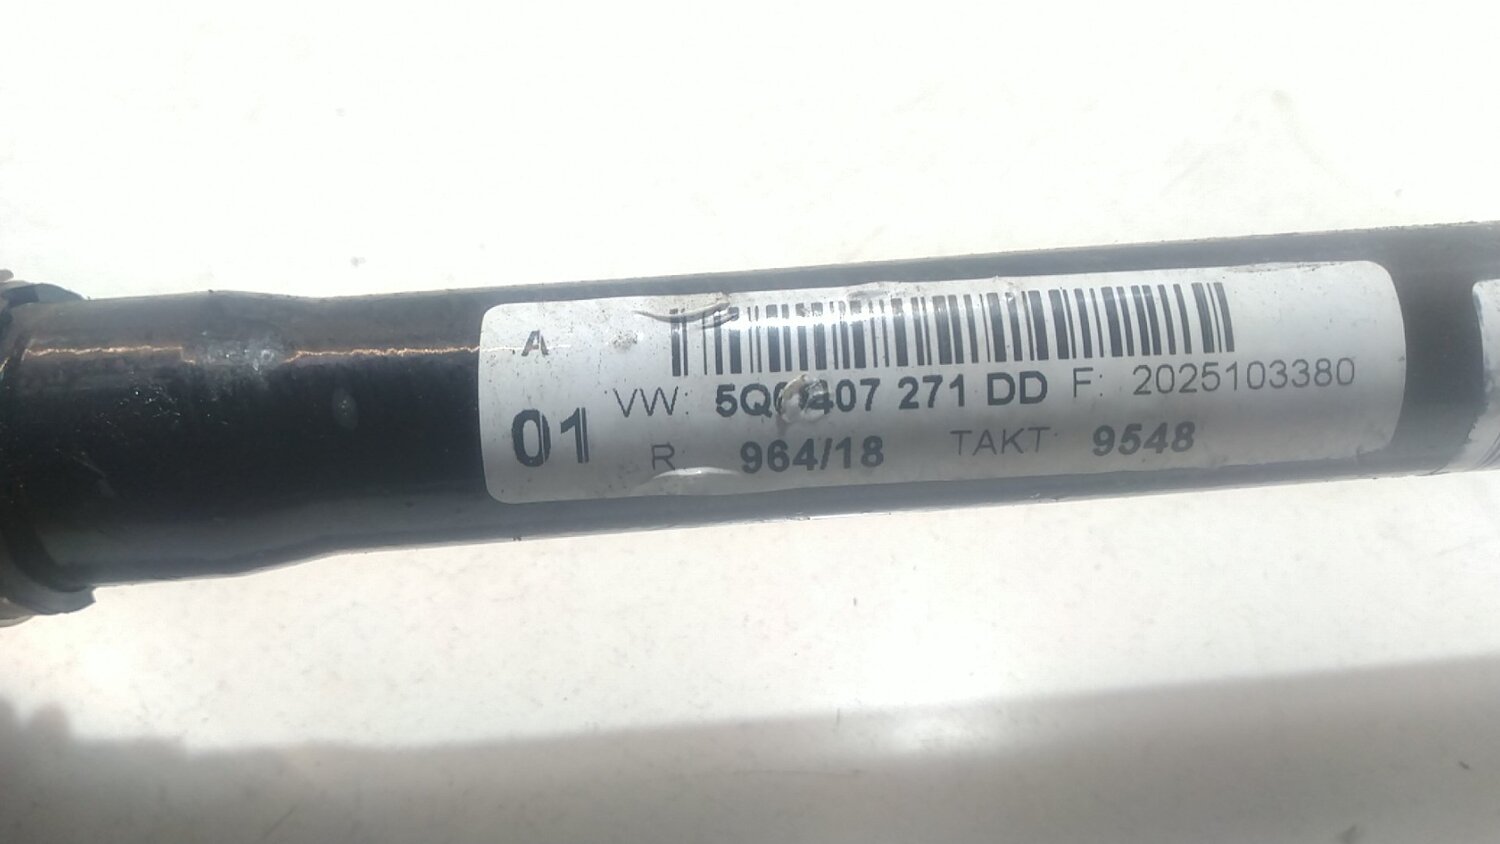 A
01
VW: 5Q0407 271 DD F: 2025103380
R: 964/18 TAKT: 9548